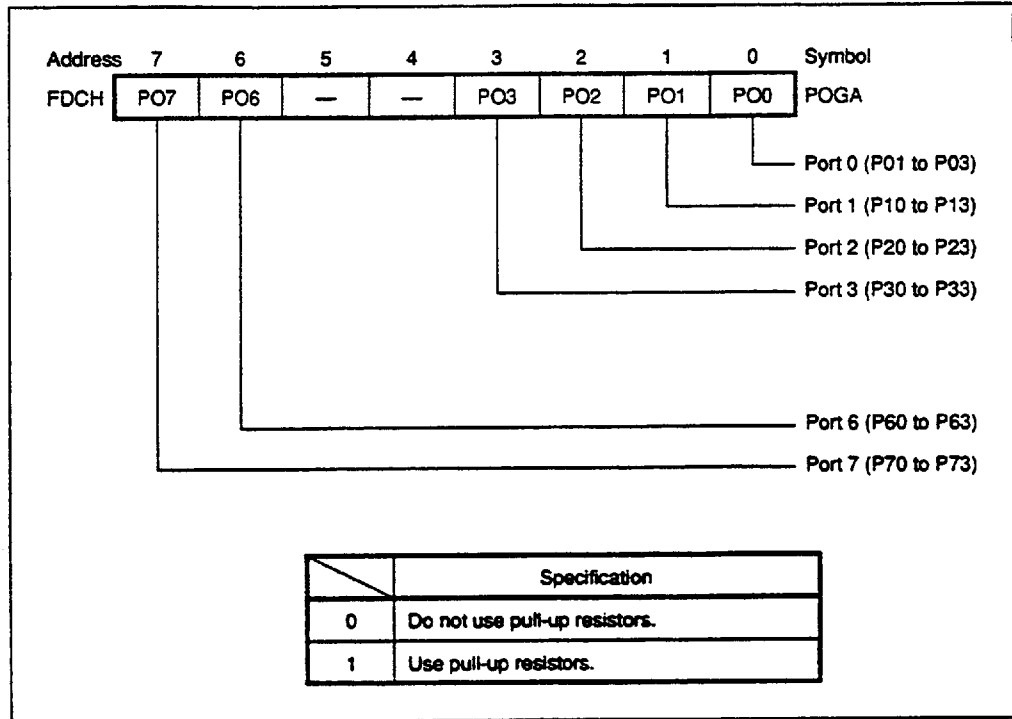 Address 7 6 5 4 3 2 1 0 Symbol
FDCH PO7 PO6 — — PO3 PO2 PO1 PO0 POGA
Port 0 (P01 to P03)
Port 1 (P10 to P13)
Port 2 (P20 to P23)
Port 3 (P30 to P33)
Port 6 (P60 to P63)
Port 7 (P70 to P73)
Specification
0 Do not use pull-up resistors.
1 Use pull-up resistors.